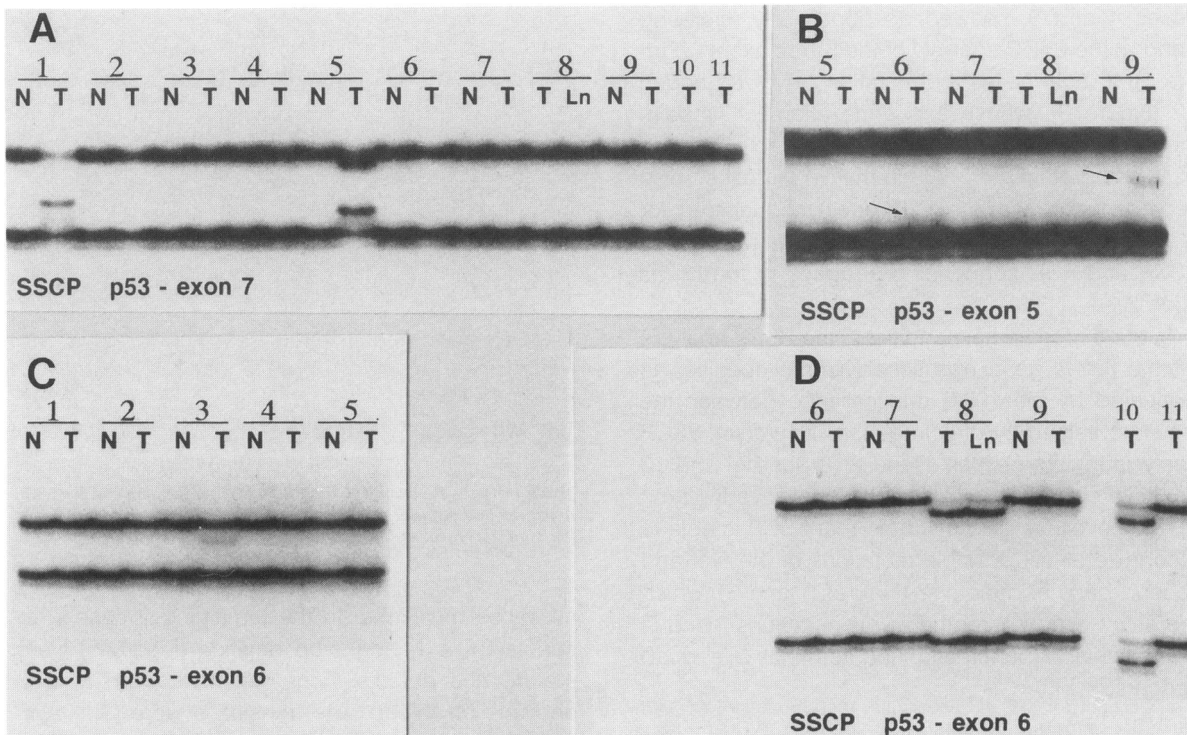 A
1 2 3 4 5 6 7 8 9 10 11
N T N T N T N T N T N T N T T Ln N T T T
SSCP p53 - exon 7
B
5 6 7 8 9
N T N T N T T Ln N T
SSCP p53 - exon 5
C
1 2 3 4 5
N T N T N T N T N T
SSCP p53 - exon 6
D
6 7 8 9 10 11
N T N T T Ln N T T T
SSCP p53 - exon 6